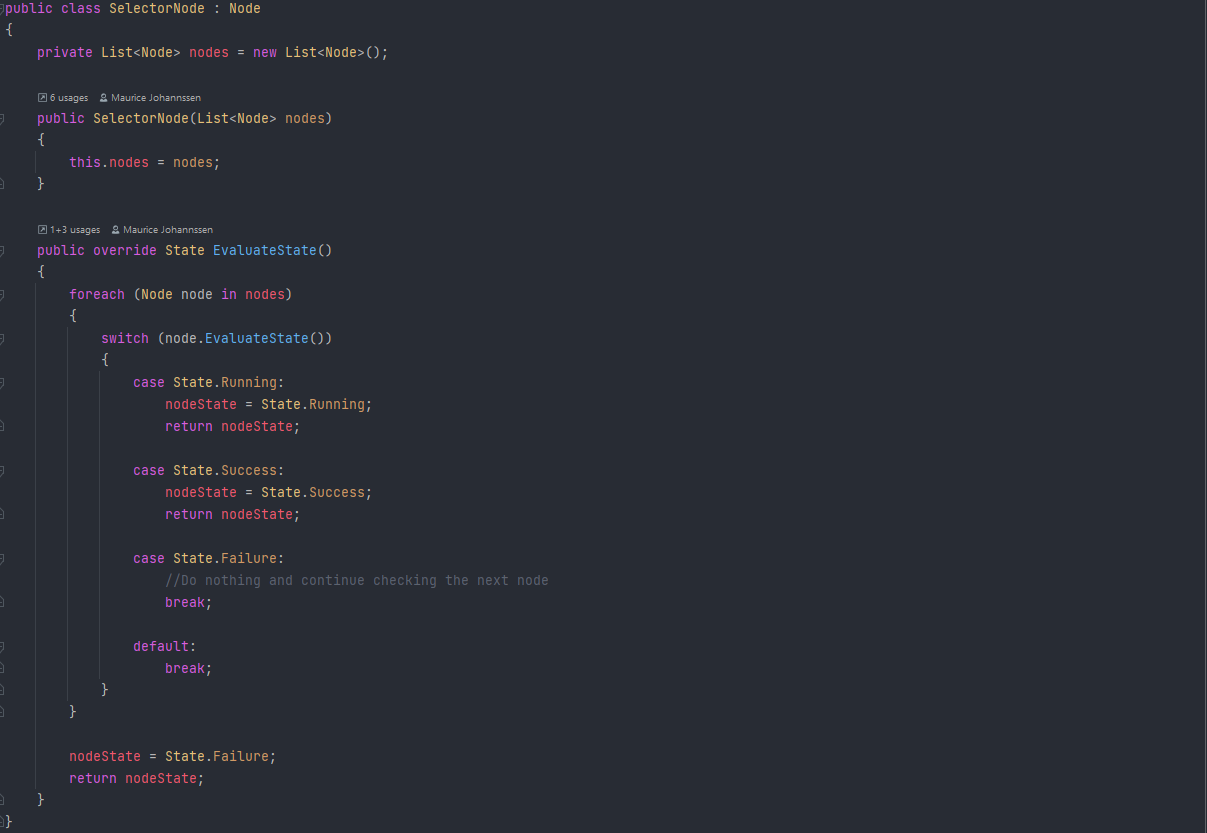 public class SelectorNode : Node
{
    private List<Node> nodes = new List<Node>();
    6 usages  Maurice Johannssen
    public SelectorNode(List<Node> nodes)
    {
        this.nodes = nodes;
    }
    1+3 usages  Maurice Johannssen
    public override State EvaluateState()
    {
        foreach (Node node in nodes)
        {
            switch (node.EvaluateState())
            {
                case State.Running:
                    nodeState = State.Running;
                    return nodeState;
                case State.Success:
                    nodeState = State.Success;
                    return nodeState;
                case State.Failure:
                    //Do nothing and continue checking the next node
                    break;
                default:
                    break;
            }
        }
        nodeState = State.Failure;
        return nodeState;
    }
}